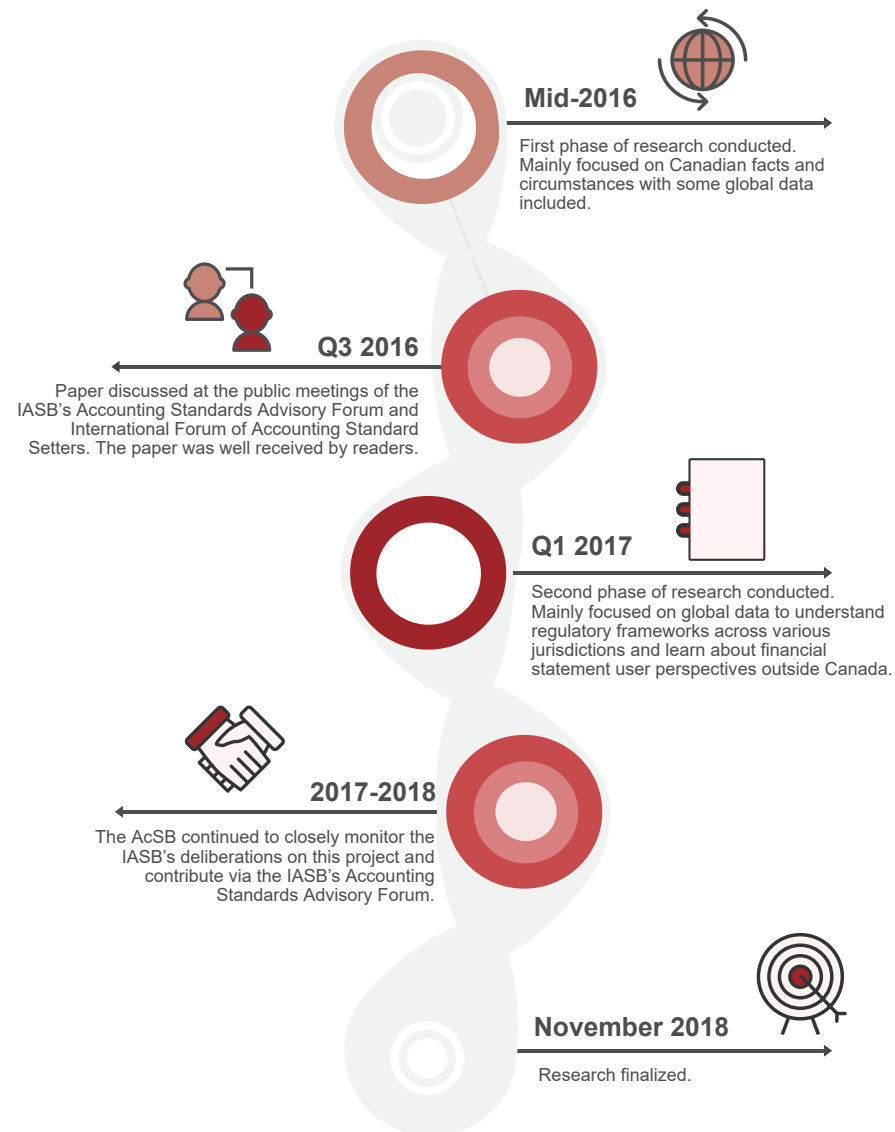 Mid-2016
First phase of research conducted.
Mainly focused on Canadian facts and
circumstances with some global data
included.
Q3 2016
Paper discussed at the public meetings of the
IASB’s Accounting Standards Advisory Forum and
International Forum of Accounting Standard
Setters. The paper was well received by readers.
Q1 2017
Second phase of research conducted.
Mainly focused on global data to understand
regulatory frameworks across various
jurisdictions and learn about financial
statement user perspectives outside Canada.
2017-2018
The AcSB continued to closely monitor the
IASB’s deliberations on this project and
contribute via the IASB’s Accounting
Standards Advisory Forum.
November 2018
Research finalized.